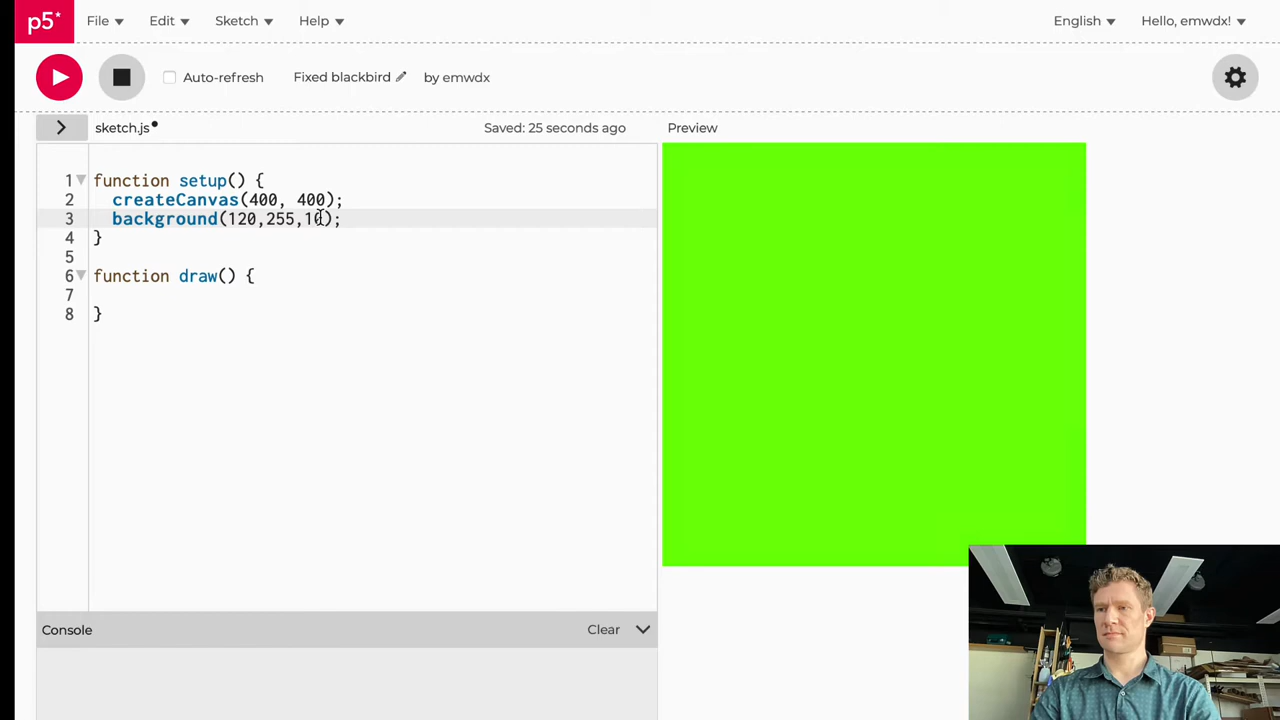 p5*
File Edit Sketch Help English Hello, emwdx!
Auto-refresh Fixed blackbird by emwdx
sketch.js Saved: 25 seconds ago Preview
1 function setup() {
2 createCanvas(400, 400);
3 background(120,255,10);
4 }
5
6 function draw() {
7
8 }
Console Clear